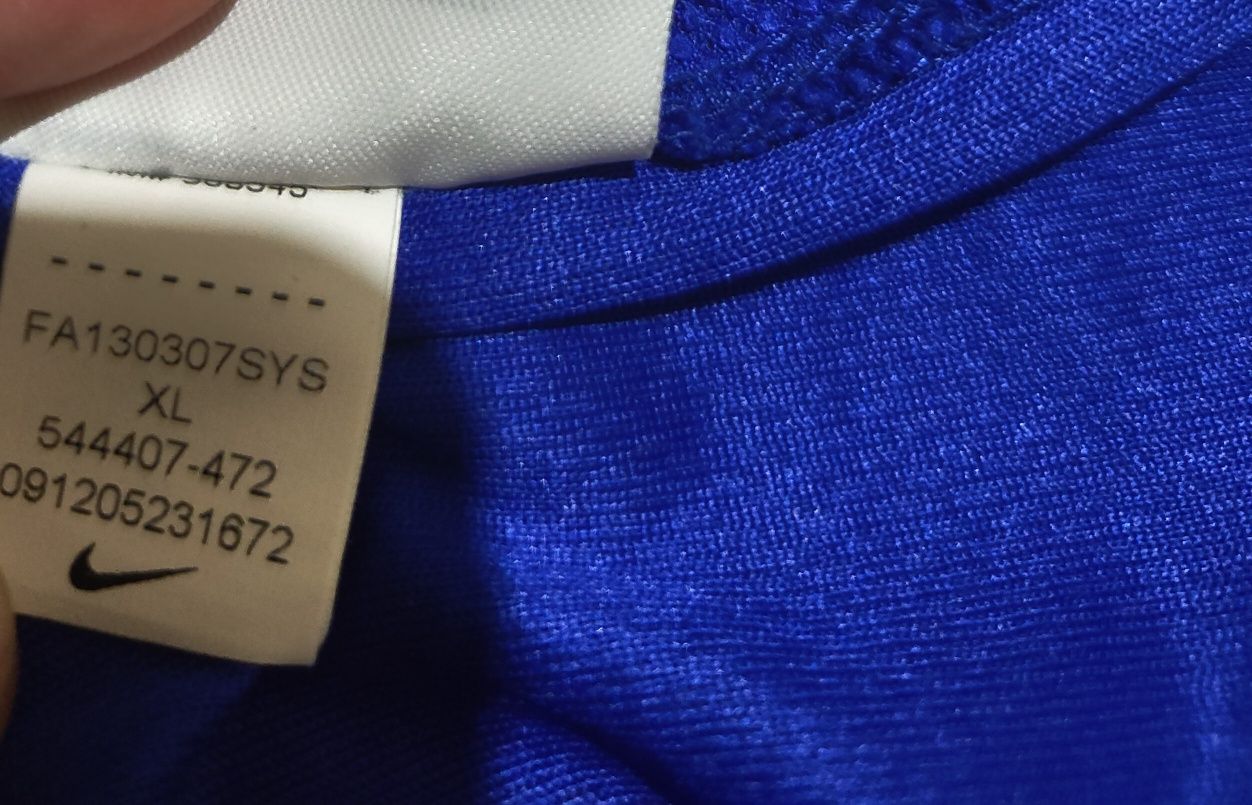 - - - - - - - -
FA130307SYS
XL
544407-472
091205231672